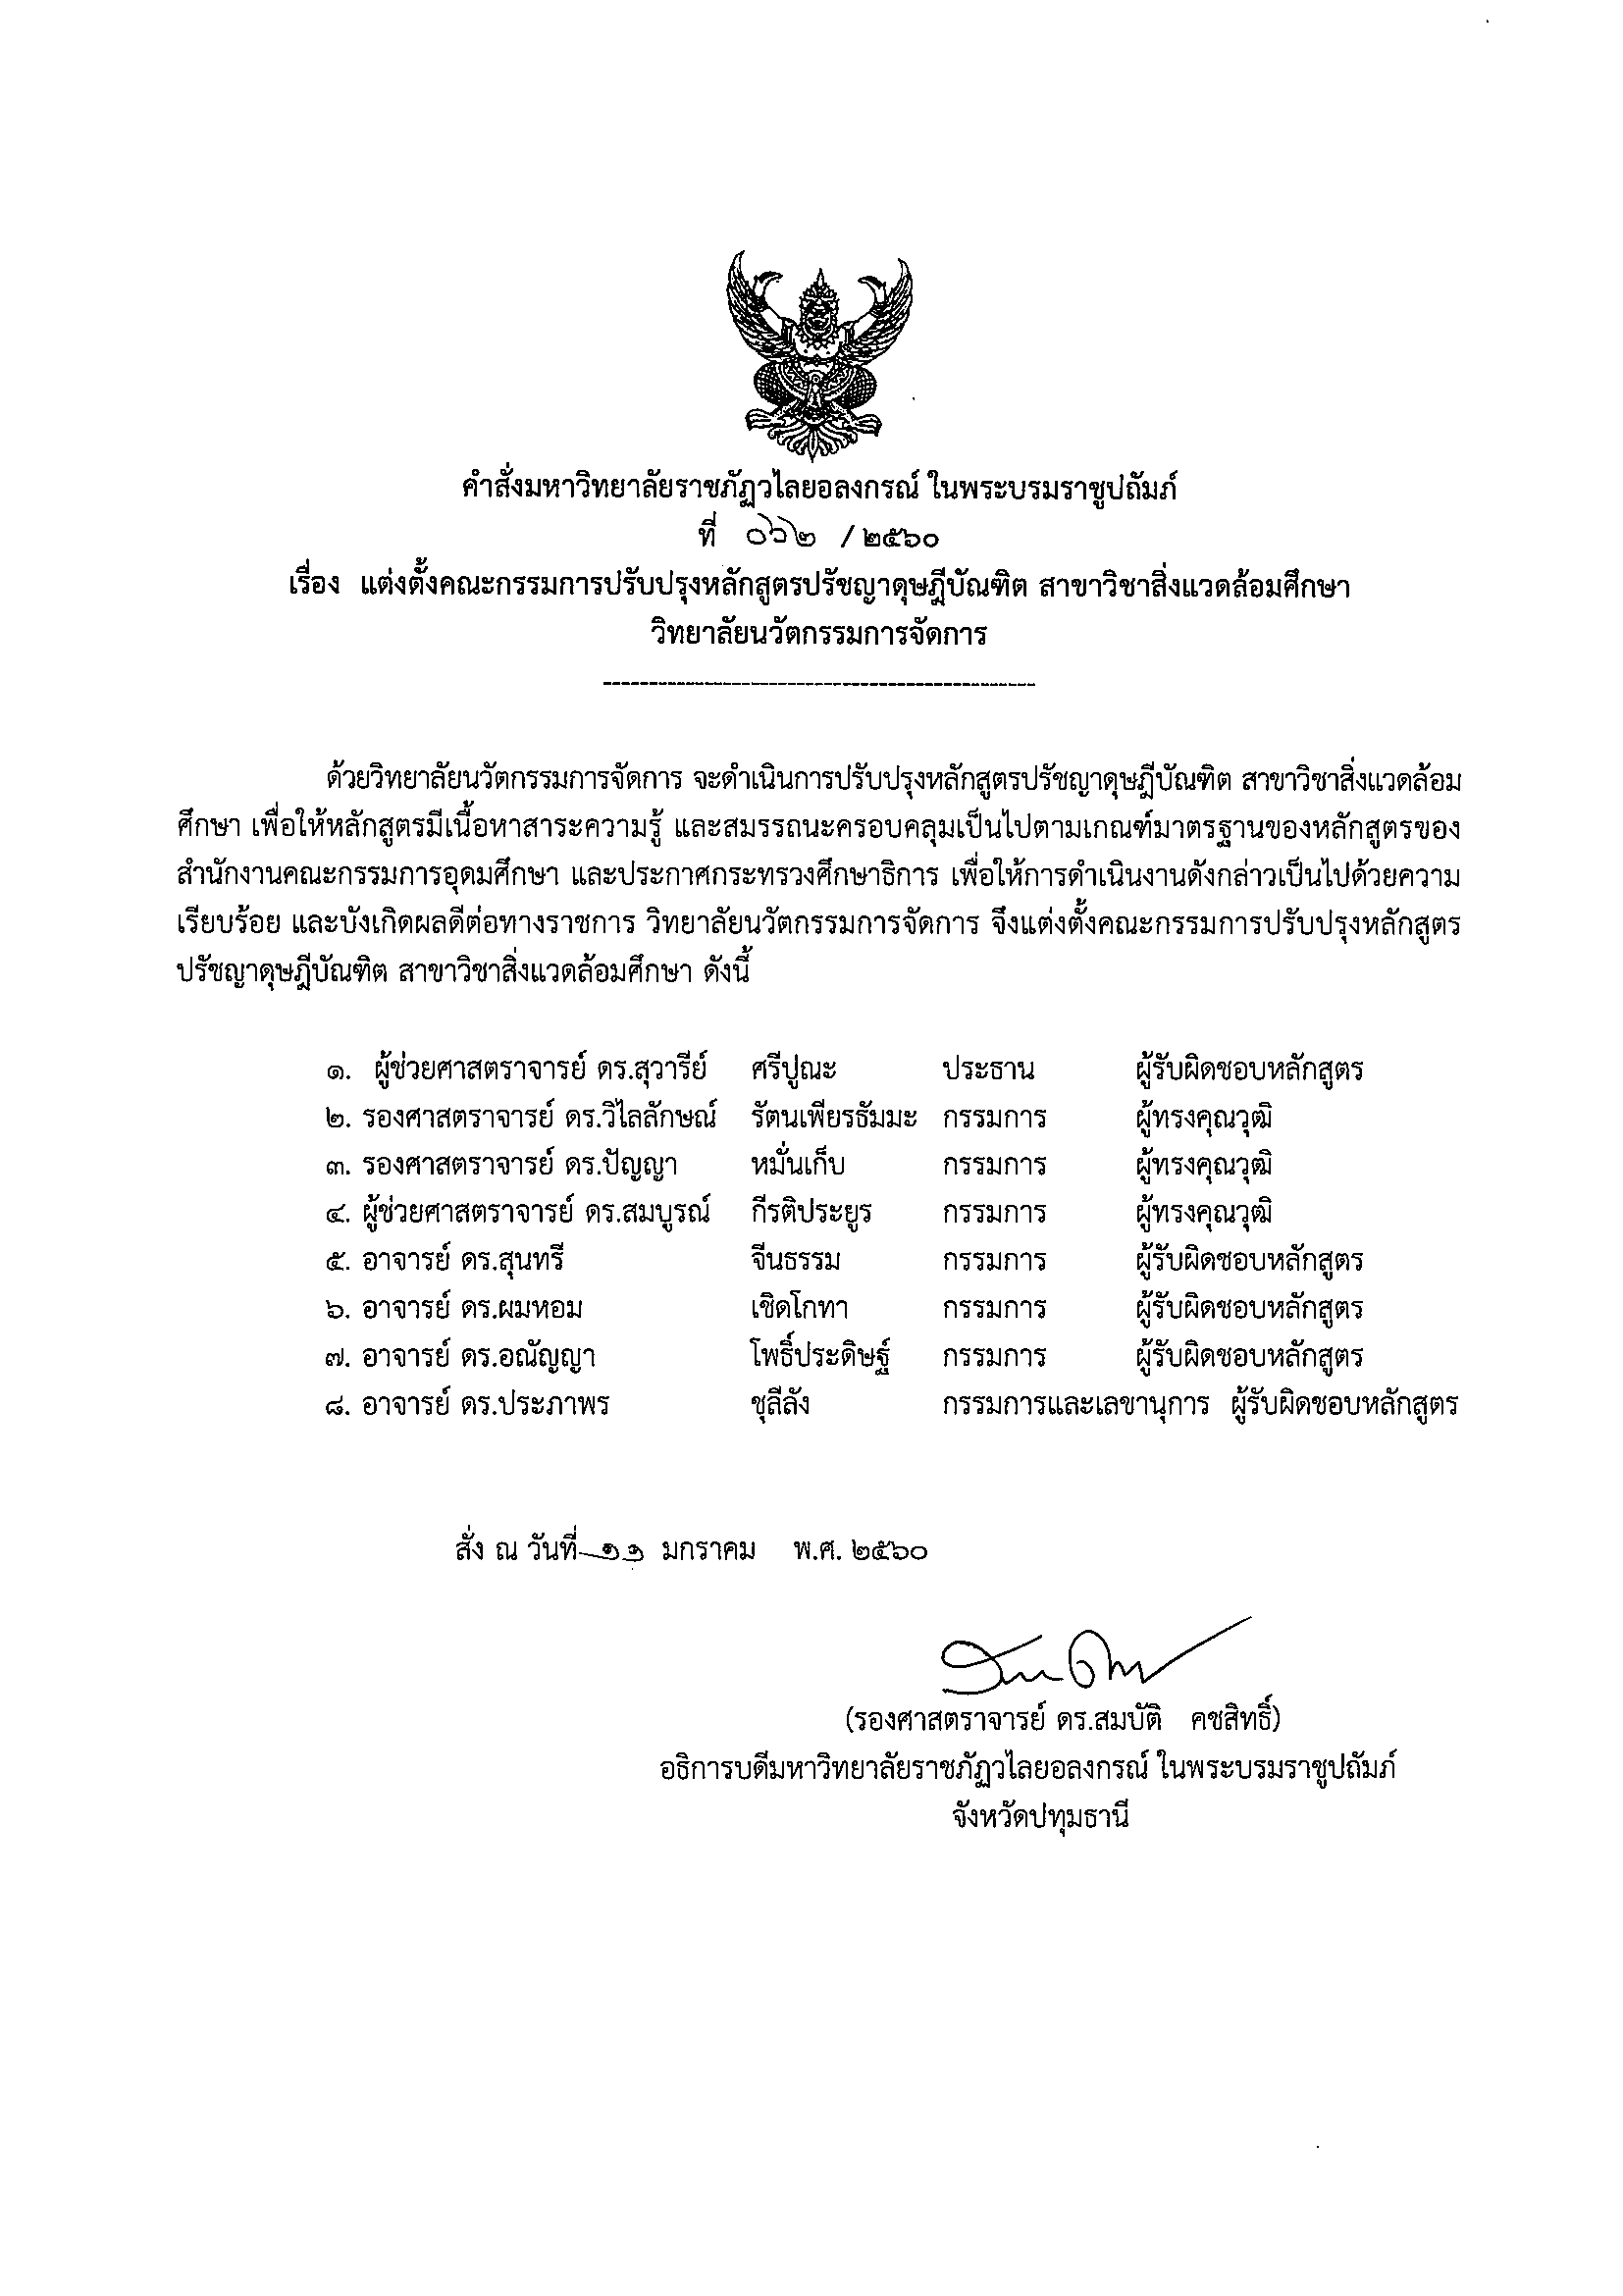 คำสั่งมหาวิทยาลัยราชภัฏวไลยอลงกรณ์ ในพระบรมราชูปถัมภ์
ที่ ๐๖๒ /๒๕๖๐
เรื่อง แต่งตั้งคณะกรรมการปรับปรุงหลักสูตรปรัชญาดุษฎีบัณฑิต สาขาวิชาสิ่งแวดล้อมศึกษา
วิทยาลัยนวัตกรรมการจัดการ
ด้วยวิทยาลัยนวัตกรรมการจัดการ จะดำเนินการปรับปรุงหลักสูตรปรัชญาดุษฎีบัณฑิต สาขาวิชาสิ่งแวดล้อม
ศึกษา เพื่อให้หลักสูตรมีเนื้อหาสาระความรู้ และสมรรถนะครอบคลุมเป็นไปตามเกณฑ์มาตรฐานของหลักสูตรของ
สำนักงานคณะกรรมการอุดมศึกษา และประกาศกระทรวงศึกษาธิการ เพื่อให้การดำเนินงานดังกล่าวเป็นไปด้วยความ
เรียบร้อย และบังเกิดผลดีต่อทางราชการ วิทยาลัยนวัตกรรมการจัดการ จึงแต่งตั้งคณะกรรมการปรับปรุงหลักสูตร
ปรัชญาดุษฎีบัณฑิต สาขาวิชาสิ่งแวดล้อมศึกษา ดังนี้
๑. ผู้ช่วยศาสตราจารย์ ดร.สุวารีย์ ศรีปูณะ ประธาน ผู้รับผิดชอบหลักสูตร
๒. รองศาสตราจารย์ ดร.วิไลลักษณ์ รัตนเพียรธัมมะ กรรมการ ผู้ทรงคุณวุฒิ
๓. รองศาสตราจารย์ ดร.ปัญญา หมั่นเก็บ กรรมการ ผู้ทรงคุณวุฒิ
๔. ผู้ช่วยศาสตราจารย์ ดร.สมบูรณ์ กีรติประยูร กรรมการ ผู้ทรงคุณวุฒิ
๕. อาจารย์ ดร.สุนทรี จีนธรรม กรรมการ ผู้รับผิดชอบหลักสูตร
๖. อาจารย์ ดร.ผมหอม เชิดโกทา กรรมการ ผู้รับผิดชอบหลักสูตร
๗. อาจารย์ ดร.อณัญญา โพธิ์ประดิษฐ์ กรรมการ ผู้รับผิดชอบหลักสูตร
๘. อาจารย์ ดร.ประภาพร ชุลีลัง กรรมการและเลขานุการ ผู้รับผิดชอบหลักสูตร
สั่ง ณ วันที่ ๑๑ มกราคม พ.ศ. ๒๕๖๐
(รองศาสตราจารย์ ดร.สมบัติ คชสิทธิ์)
อธิการบดีมหาวิทยาลัยราชภัฏวไลยอลงกรณ์ ในพระบรมราชูปถัมภ์
จังหวัดปทุมธานี